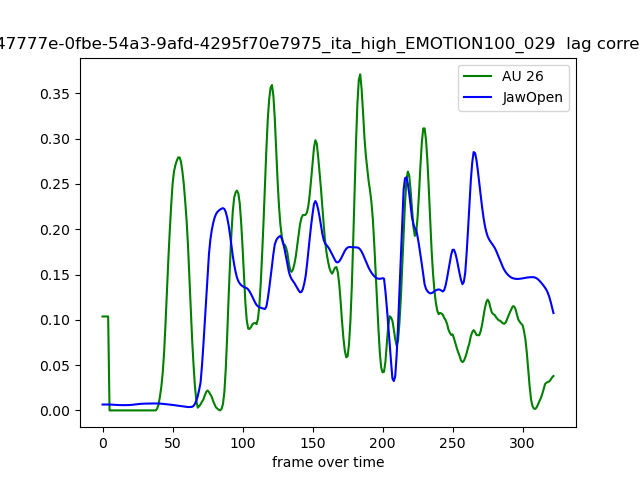 47777e-0fbe-54a3-9afd-4295f70e7975_ita_high_EMOTION100_029 lag corre
AU 26
JawOpen
0.35
0.30
0.25
0.20
0.15
0.10
0.05
0.00
0 50 100 150 200 250 300
frame over time